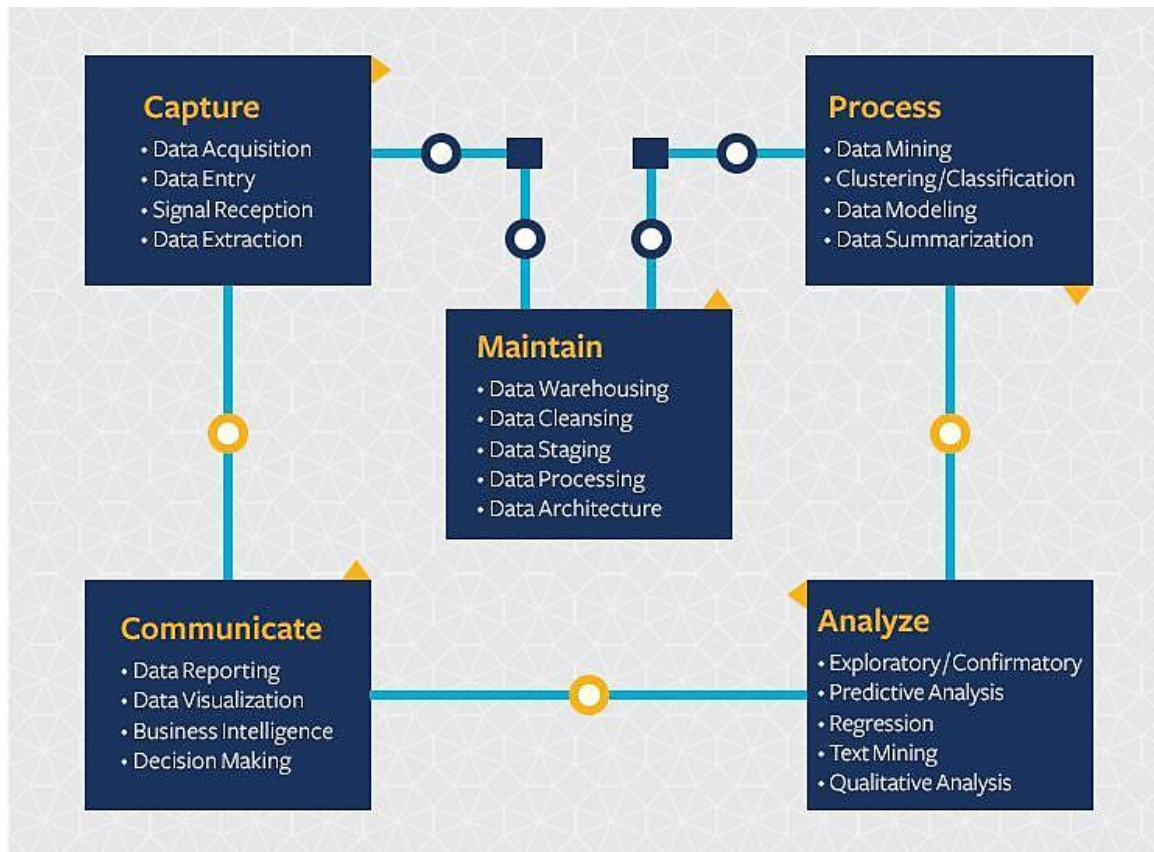 Capture
• Data Acquisition
• Data Entry
• Signal Reception
• Data Extraction
Process
• Data Mining
• Clustering/Classification
• Data Modeling
• Data Summarization
Maintain
• Data Warehousing
• Data Cleansing
• Data Staging
• Data Processing
• Data Architecture
Communicate
• Data Reporting
• Data Visualization
• Business Intelligence
• Decision Making
Analyze
• Exploratory/Confirmatory
• Predictive Analysis
• Regression
• Text Mining
• Qualitative Analysis